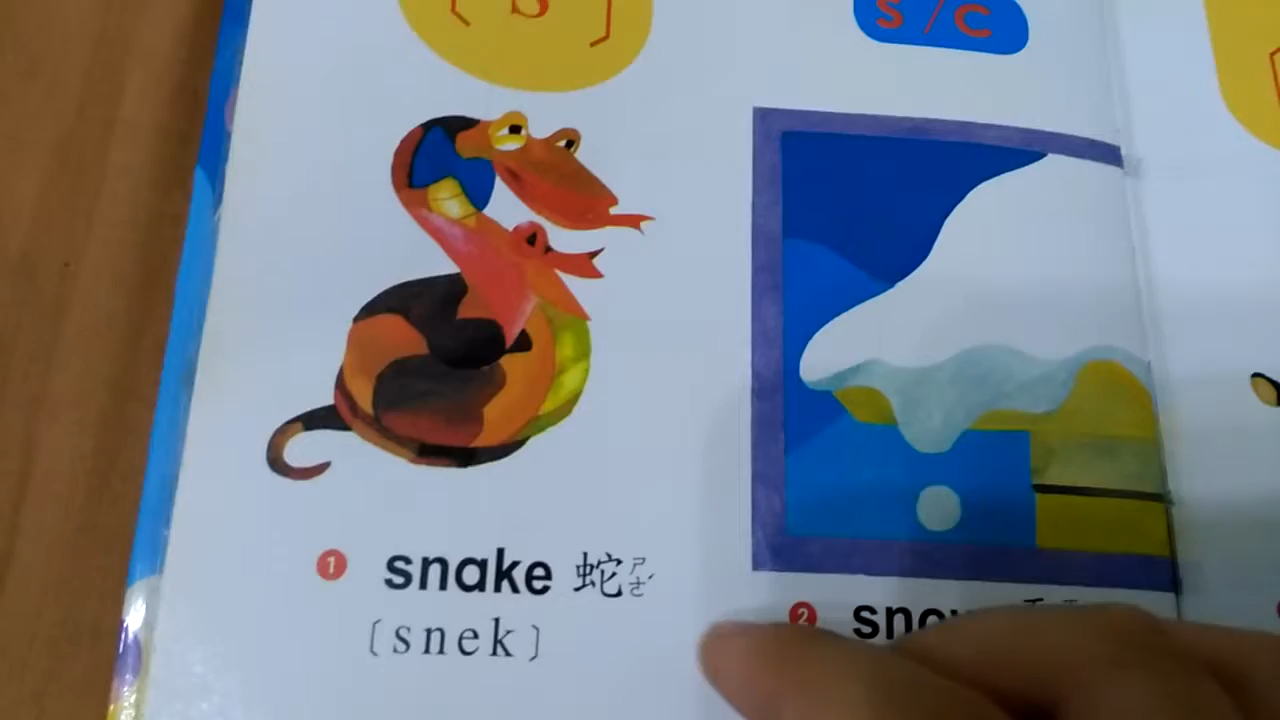 [s]
s/c
1 snake 蛇ㄕㄜˊ
[snek]
2